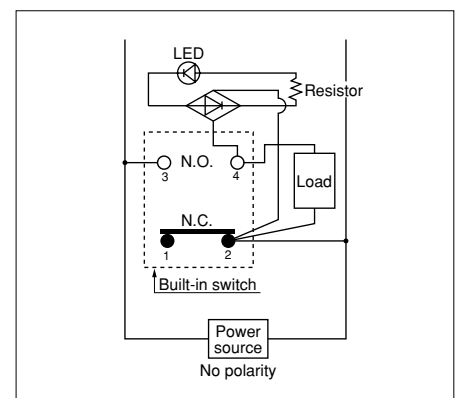 LED
Resistor
N.O.
3
4
Load
N.C.
1
2
Built-in switch
Power
source
No polarity